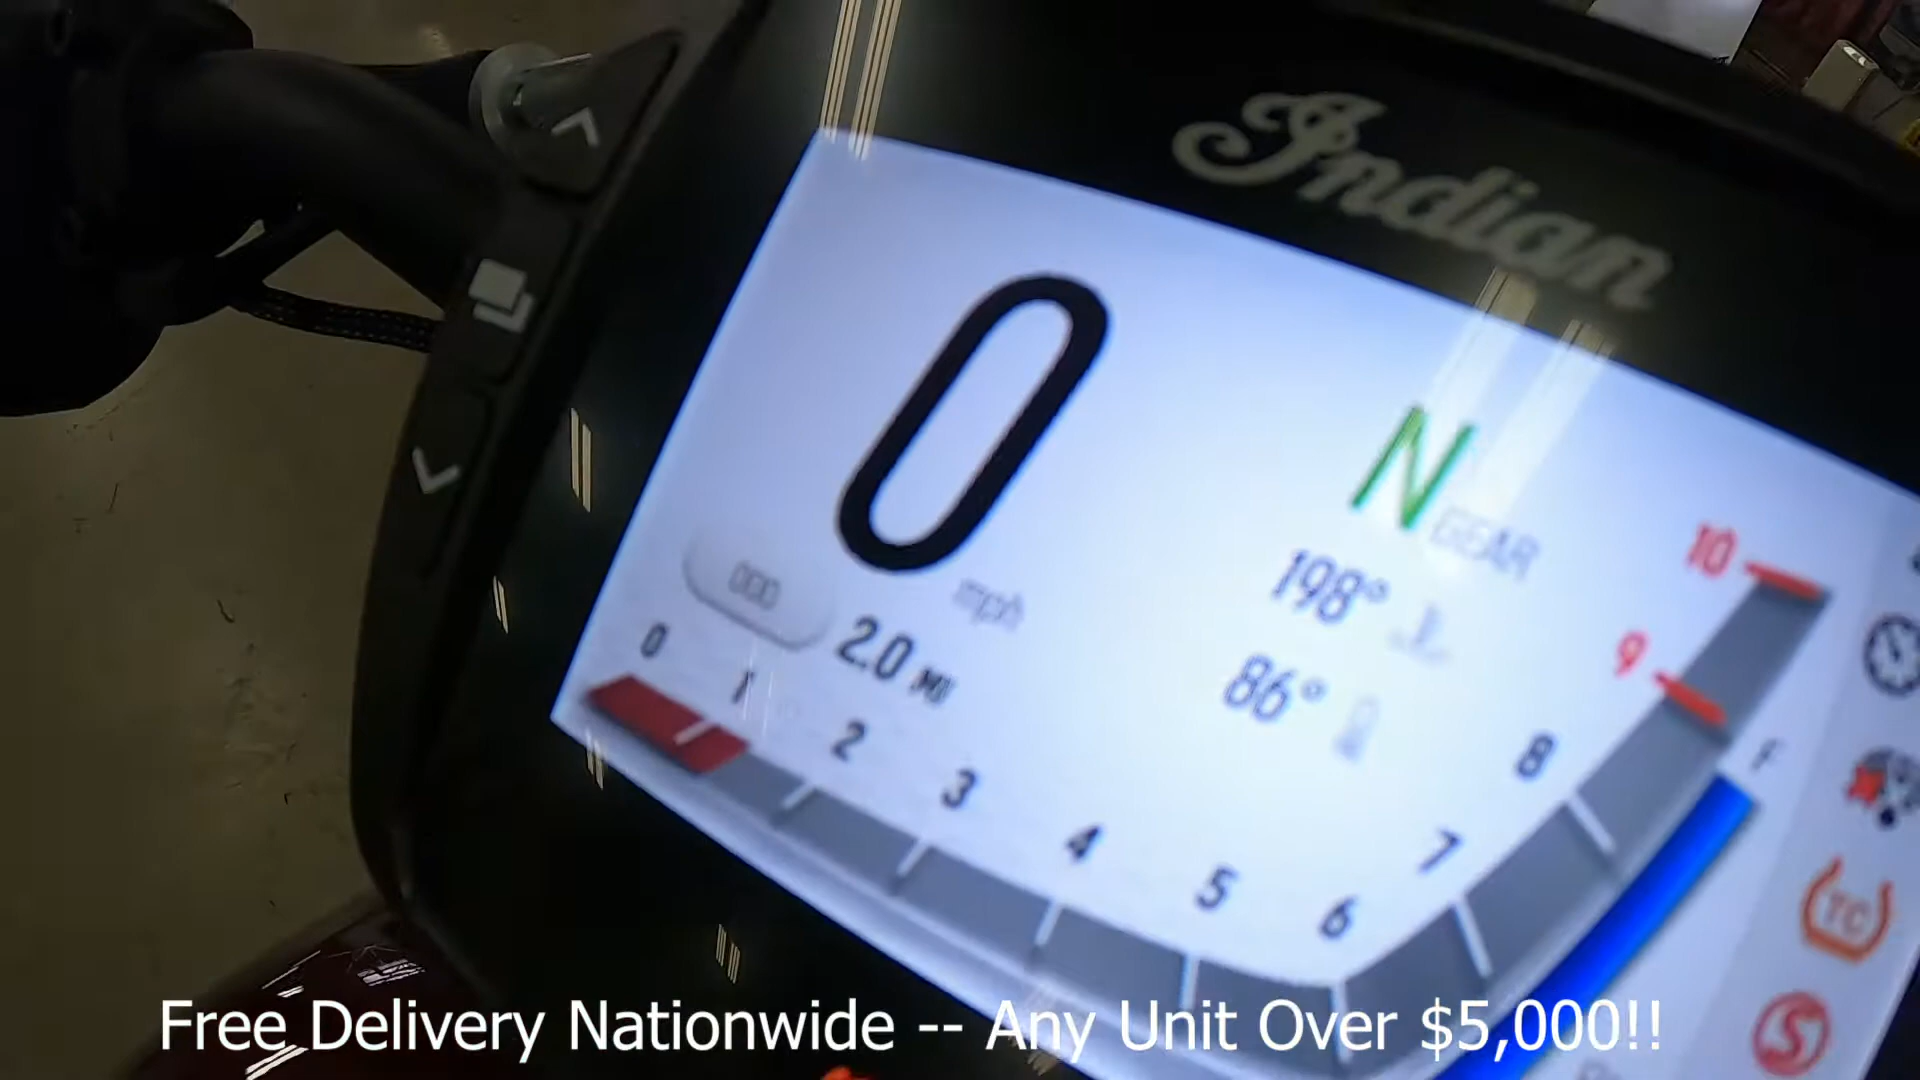 Indian
0
mph
N
GEAR
198°
86°
2.0 MI
0
1
2
3
4
5
6
7
8
9
10
F
TC
S
Free Delivery Nationwide -- Any Unit Over $5,000!!